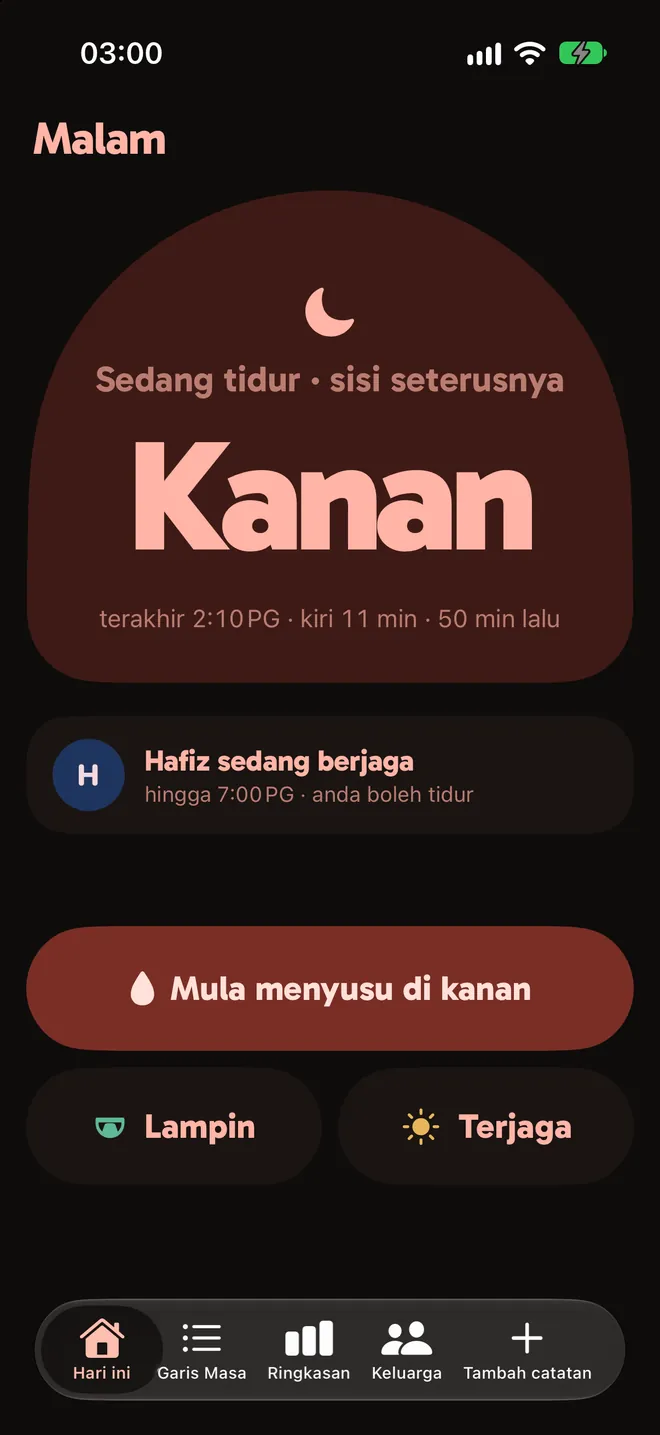 03:00
Malam
Sedang tidur · sisi seterusnya
Kanan
terakhir 2:10 PG · kiri 11 min · 50 min lalu
H
Hafiz sedang berjaga
hingga 7:00 PG · anda boleh tidur
Mula menyusu di kanan
Lampin
Terjaga
Hari ini
Garis Masa
Ringkasan
Keluarga
Tambah catatan